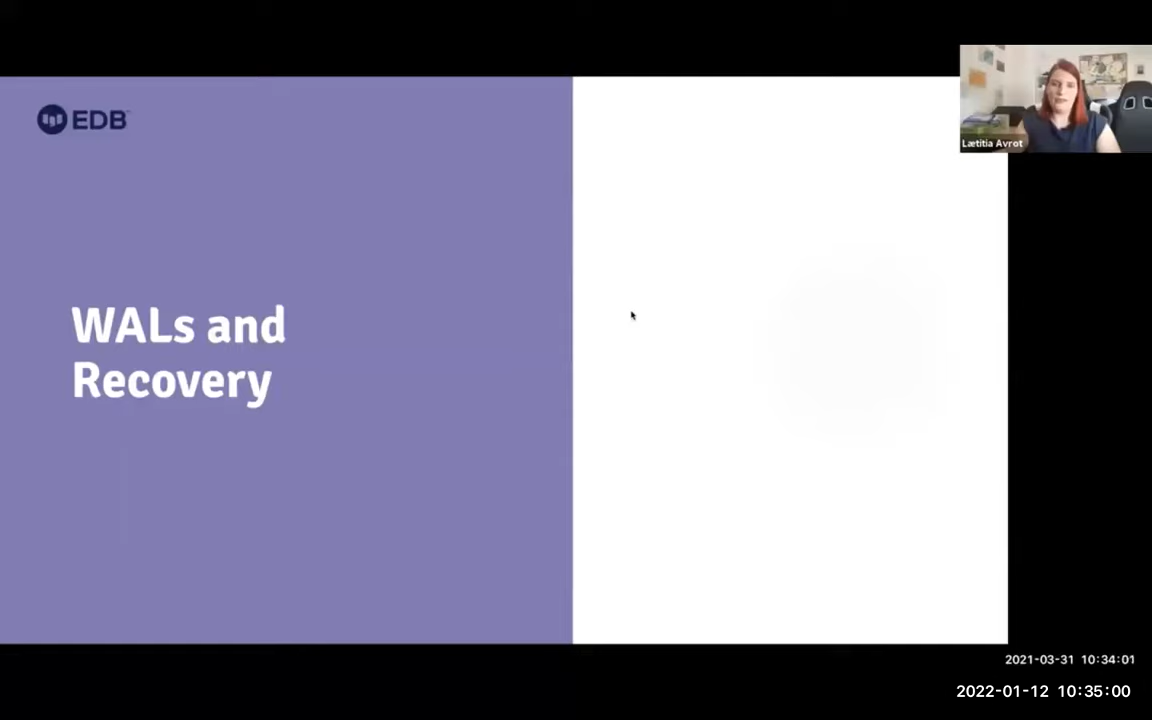 EDB
Lætitia Avrot
WALs and
Recovery
2021-03-31 10:34:01
2022-01-12 10:35:00